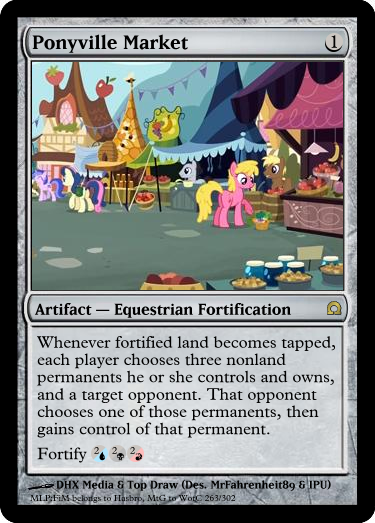 Ponyville Market 1
Artifact — Equestrian Fortification
Whenever fortified land becomes tapped,
each player chooses three nonland
permanents he or she controls and owns,
and a target opponent. That opponent
chooses one of those permanents, then
gains control of that permanent.
Fortify 2 2 2
DHX Media & Top Draw (Des. MrFahrenheit89 & IPU)
MLP:FiM belongs to Hasbro, MtG to WotC 263/302